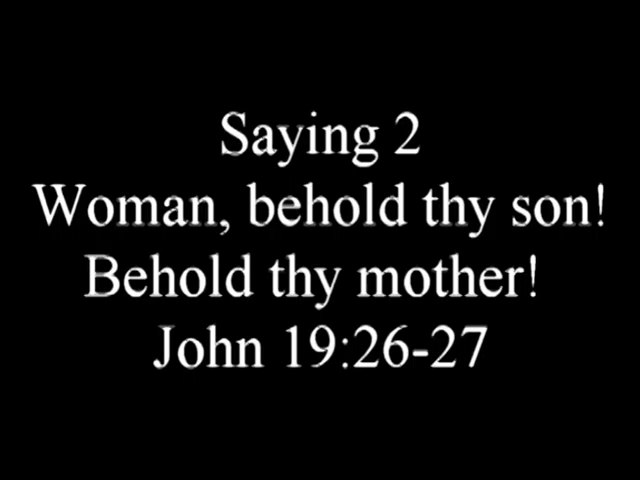 Saying 2
Woman, behold thy son!
Behold thy mother!
John 19:26-27